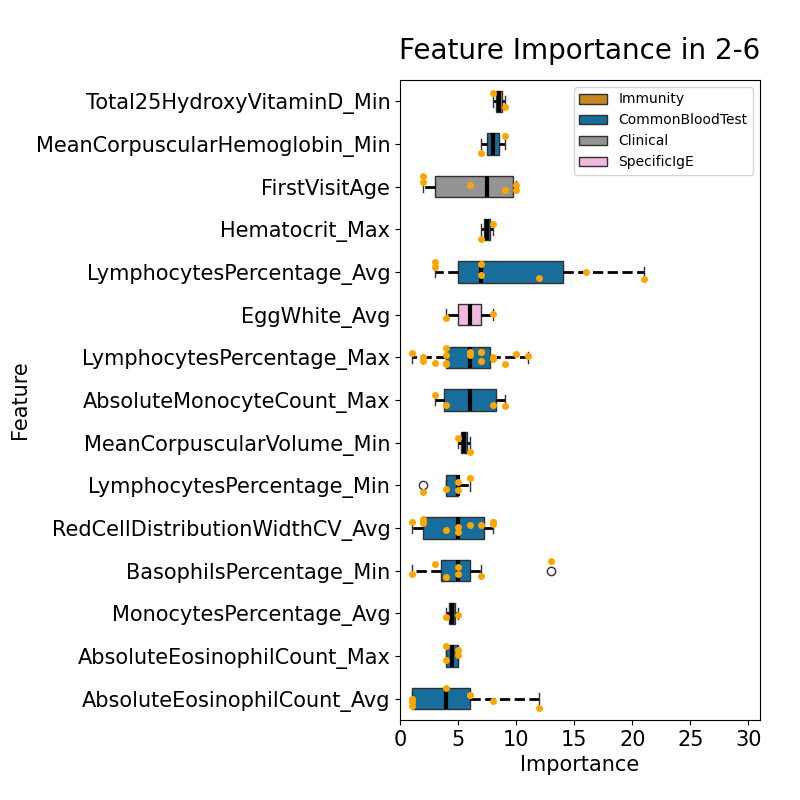 Feature Importance in 2-6
Total25HydroxyVitaminD_Min
MeanCorpuscularHemoglobin_Min
FirstVisitAge
Hematocrit_Max
LymphocytesPercentage_Avg
EggWhite_Avg
LymphocytesPercentage_Max
AbsoluteMonocyteCount_Max
MeanCorpuscularVolume_Min
LymphocytesPercentage_Min
RedCellDistributionWidthCV_Avg
BasophilsPercentage_Min
MonocytesPercentage_Avg
AbsoluteEosinophilCount_Max
AbsoluteEosinophilCount_Avg
Feature
Immunity
CommonBloodTest
Clinical
SpecificIgE
0 5 10 15 20 25 30
Importance